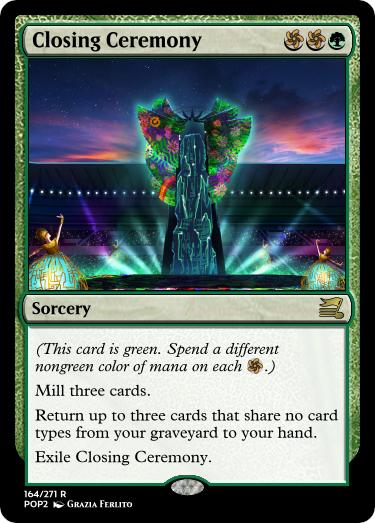 Closing Ceremony
Sorcery
(This card is green. Spend a different
nongreen color of mana on each .)
Mill three cards.
Return up to three cards that share no card
types from your graveyard to your hand.
Exile Closing Ceremony.
164/271 R
POP2 Grazia Ferlito